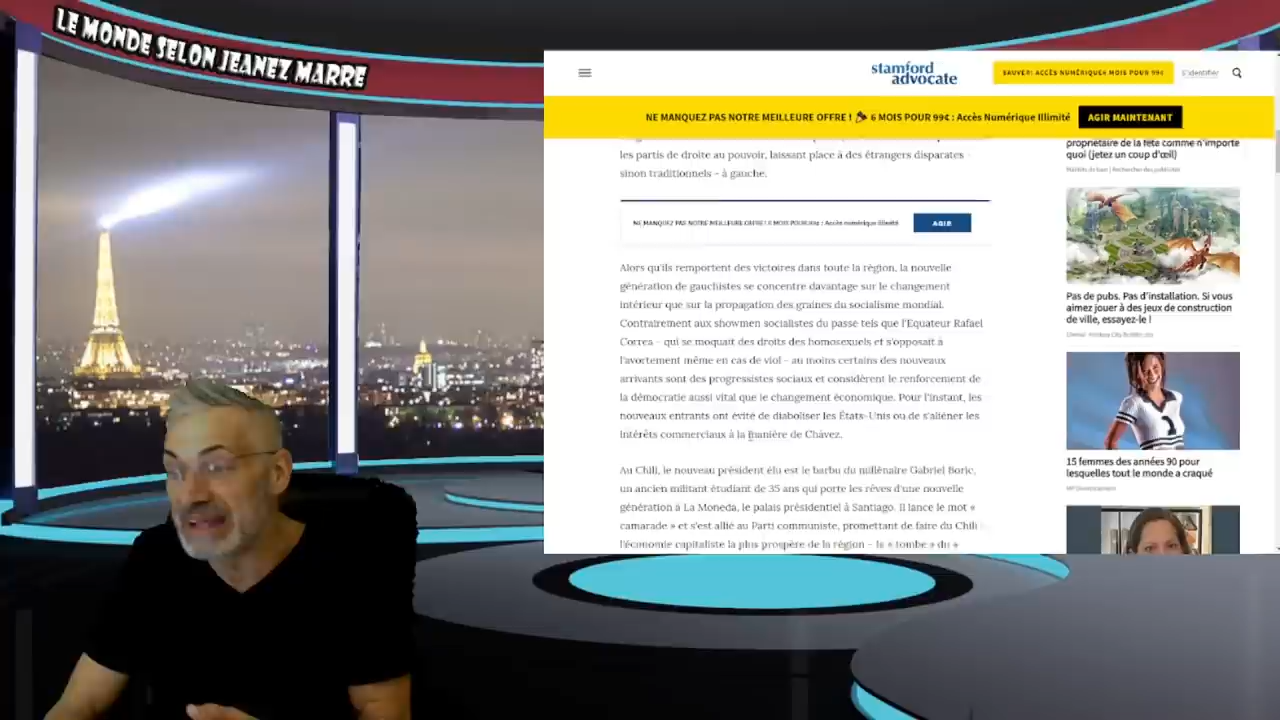 LE MONDE SELON JEANEZ MARRE
stamford
advocate
SAUVER! ACCÈS NUMÉRIQUE6 MOIS POUR 99¢
S'identifier
NE MANQUEZ PAS NOTRE MEILLEURE OFFRE ! 6 MOIS POUR 99¢ : Accès Numérique Illimité
AGIR MAINTENANT
les partis de droite au pouvoir, laissant place à des étrangers disparates -
sinon traditionnels - à gauche.
NE MANQUEZ PAS NOTRE MEILLEURE OFFRE ! 6 MOIS POUR 99¢ : Accès numérique illimité
AGIR
Alors qu'ils remportent des victoires dans toute la région, la nouvelle
génération de gauchistes se concentre davantage sur le changement
intérieur que sur la propagation des graines du socialisme mondial.
Contrairement aux showmen socialistes du passé tels que l'Equateur Rafael
Correa - qui se moquait des droits des homosexuels et s'opposait à
l'avortement même en cas de viol - au moins certains des nouveaux
arrivants sont des progressistes sociaux et considèrent le renforcement de
la démocratie aussi vital que le changement économique. Pour l'instant, les
nouveaux entrants ont évité de diaboliser les États-Unis ou de s'aliéner les
intérêts commerciaux à la manière de Chávez.
Au Chili, le nouveau président élu est le barbu du millénaire Gabriel Boric,
un ancien militant étudiant de 35 ans qui porte les rêves d'une nouvelle
génération à La Moneda, le palais présidentiel à Santiago. Il lance le mot «
camarade » et s'est allié au Parti communiste, promettant de faire du Chili -
l'économie capitaliste la plus prospère de la région - la « tombe » du «
propriétaire de la fête comme n'importe
quoi (jetez un coup d'œil)
Pas de pubs. Pas d'installation. Si vous
aimez jouer à des jeux de construction
de ville, essayez-le !
15 femmes des années 90 pour
lesquelles tout le monde a craqué